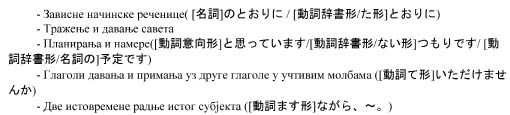 - Зависне начинске реченице( [名詞]のとおりに / [動詞辞書形/た形]とおりに)
- Тражење и давање савета
- Планирања и намере([動詞意向形]と思っています/[動詞辞書形/ない形]つもりです/ [動
詞辞書形/名詞の]予定です)
- Глаголи давања и примања уз друге глаголе у учтивим молбама ([動詞て形]いただけませ
んか)
- Две истовремене радње истог субјекта ([動詞ます形]ながら、～。)